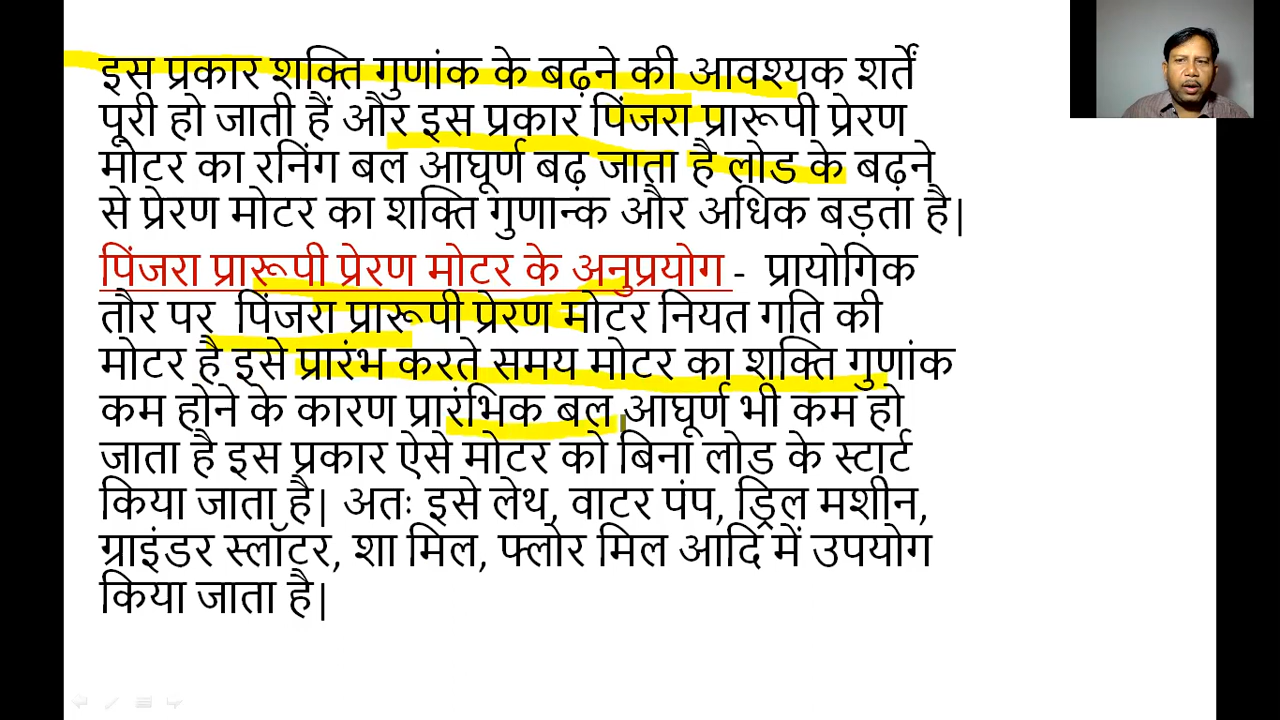 इस प्रकार शक्ति गुणांक के बढ़ने की आवश्यक शर्तें
पूरी हो जाती हैं और इस प्रकार पिंजरा प्रारूपी प्रेरण
मोटर का रनिंग बल आघूर्ण बढ़ जाता है लोड के बढ़ने
से प्रेरण मोटर का शक्ति गुणान्क और अधिक बड़ता है|
पिंजरा प्रारूपी प्रेरण मोटर के अनुप्रयोग - प्रायोगिक
तौर पर पिंजरा प्रारूपी प्रेरण मोटर नियत गति की
मोटर है इसे प्रारंभ करते समय मोटर का शक्ति गुणांक
कम होने के कारण प्रारंभिक बल आघूर्ण भी कम हो
जाता है इस प्रकार ऐसे मोटर को बिना लोड के स्टार्ट
किया जाता है| अतः इसे लेथ, वाटर पंप, ड्रिल मशीन,
ग्राइंडर स्लॉटर, शा मिल, फ्लोर मिल आदि में उपयोग
किया जाता है|